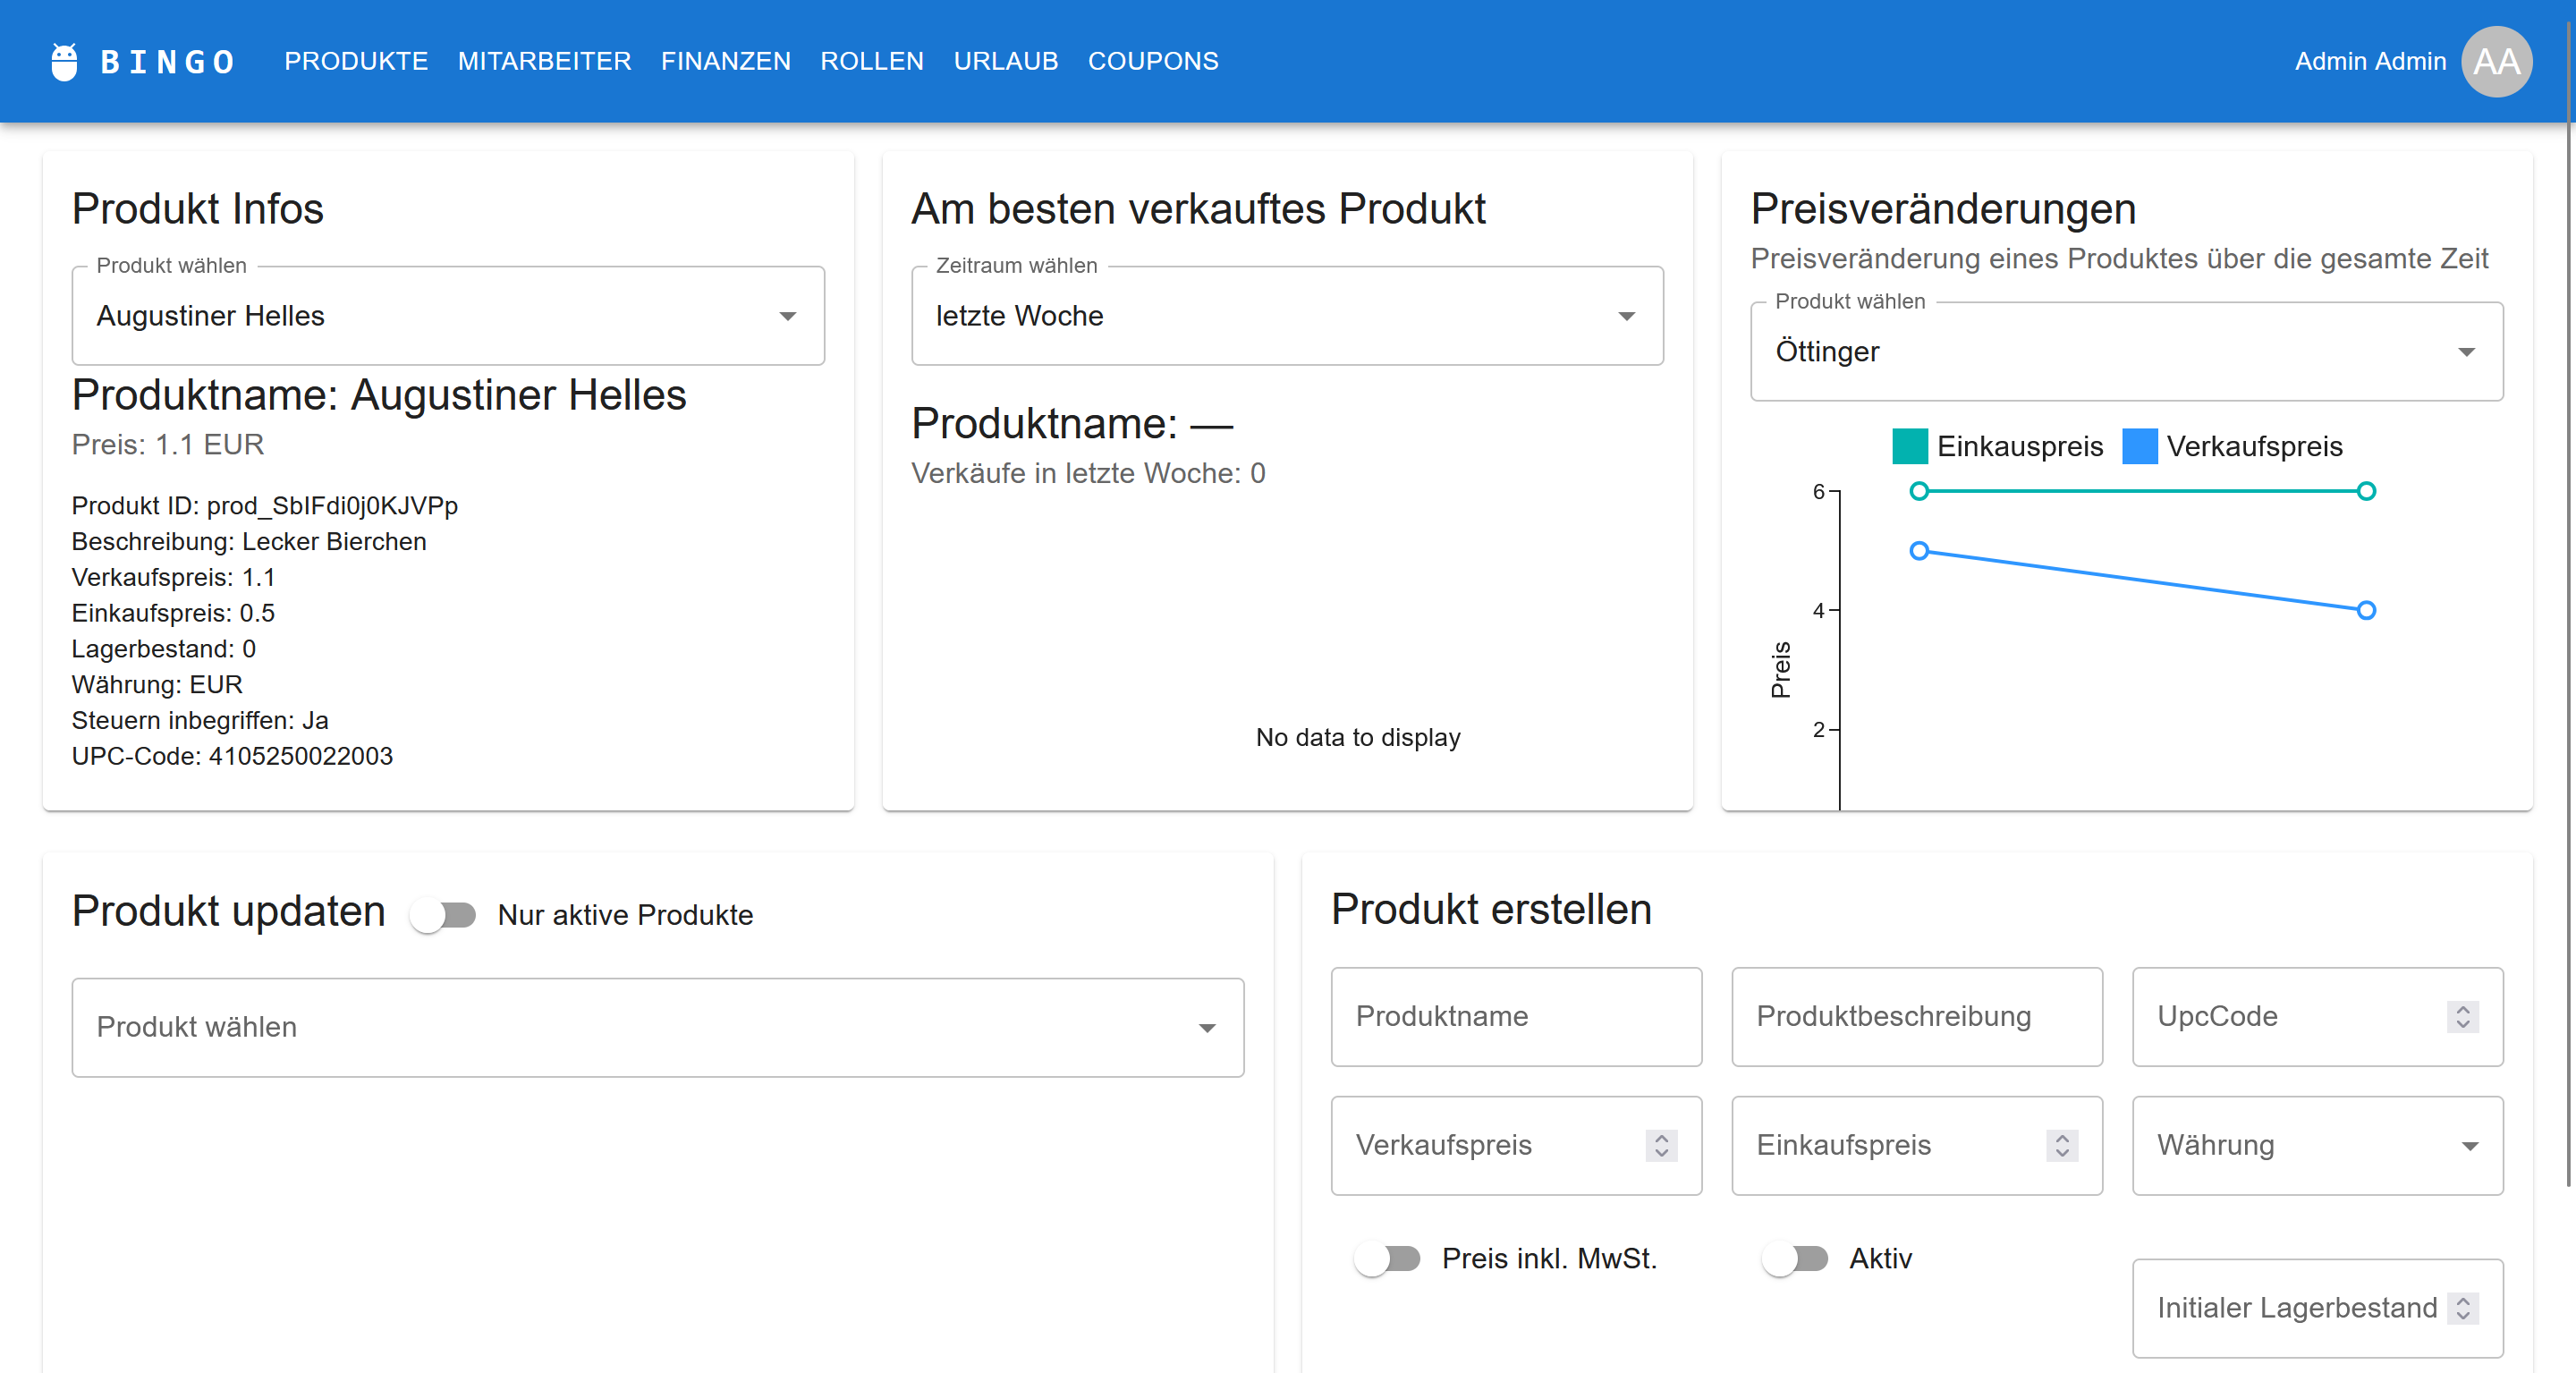 BINGO PRODUKTE MITARBEITER FINANZEN ROLLEN URLAUB COUPONS Admin Admin AA
Produkt Infos
Produkt wählen
Augustiner Helles
Produktname: Augustiner Helles
Preis: 1.1 EUR
Produkt ID: prod_SbIFdi0j0KJVPp
Beschreibung: Lecker Bierchen
Verkaufspreis: 1.1
Einkaufspreis: 0.5
Lagerbestand: 0
Währung: EUR
Steuern inbegriffen: Ja
UPC-Code: 4105250022003
Am besten verkauftes Produkt
Zeitraum wählen
letzte Woche
Produktname: —
Verkäufe in letzte Woche: 0
No data to display
Preisveränderungen
Preisveränderung eines Produktes über die gesamte Zeit
Produkt wählen
Öttinger
Einkauspreis Verkaufspreis
6
4
Preis
2
Produkt updaten Nur aktive Produkte
Produkt wählen
Produkt erstellen
Produktname Produktbeschreibung UpcCode
Verkaufspreis Einkaufspreis Währung
Preis inkl. MwSt. Aktiv
Initialer Lagerbestand